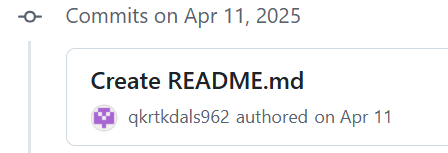 Commits on Apr 11, 2025
Create README.md
qkrtkdals962 authored on Apr 11